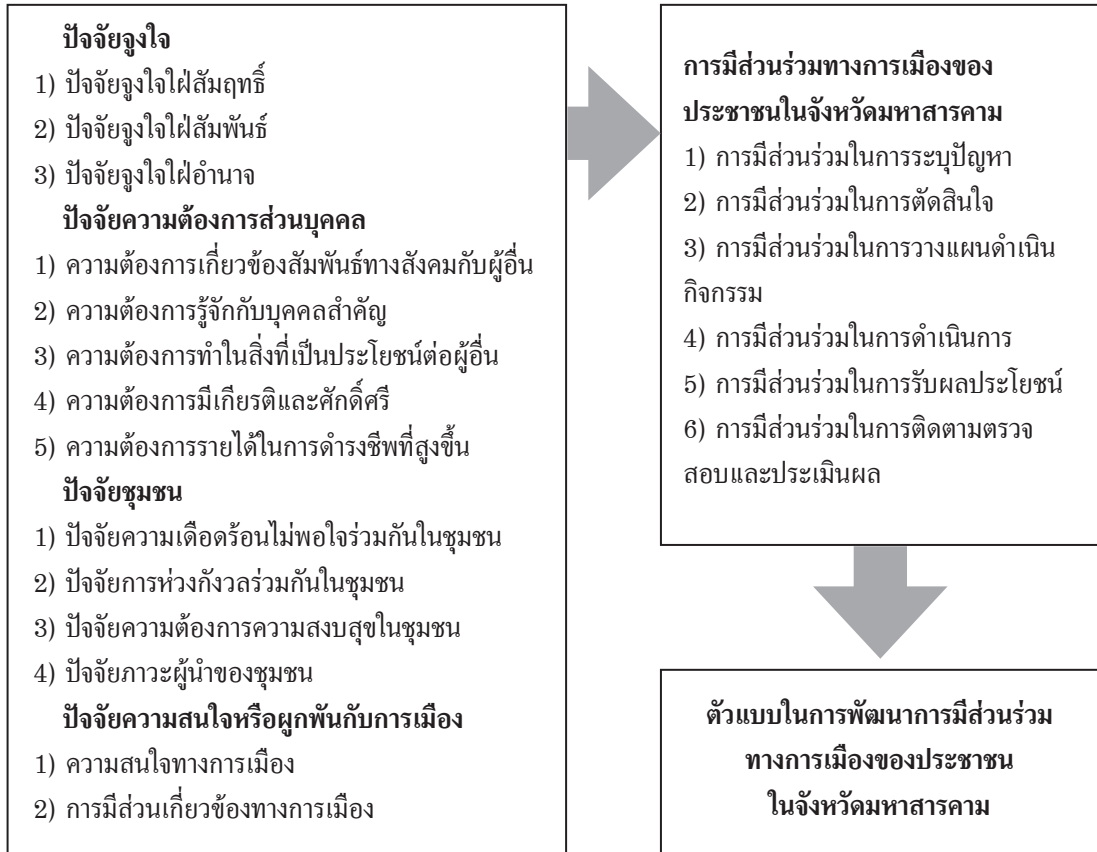 ปัจจัยจูงใจ
1) ปัจจัยจูงใจใฝ่สัมฤทธิ์
2) ปัจจัยจูงใจใฝ่สัมพันธ์
3) ปัจจัยจูงใจใฝ่อำนาจ
ปัจจัยความต้องการส่วนบุคคล
1) ความต้องการเกี่ยวข้องสัมพันธ์ทางสังคมกับผู้อื่น
2) ความต้องการรู้จักกับบุคคลสำคัญ
3) ความต้องการทำในสิ่งที่เป็นประโยชน์ต่อผู้อื่น
4) ความต้องการมีเกียรติและศักดิ์ศรี
5) ความต้องการรายได้ในการดำรงชีพที่สูงขึ้น
ปัจจัยชุมชน
1) ปัจจัยความเดือดร้อนไม่พอใจร่วมกันในชุมชน
2) ปัจจัยการห่วงกังวลร่วมกันในชุมชน
3) ปัจจัยความต้องการความสงบสุขในชุมชน
4) ปัจจัยภาวะผู้นำของชุมชน
ปัจจัยความสนใจหรือผูกพันกับการเมือง
1) ความสนใจทางการเมือง
2) การมีส่วนเกี่ยวข้องทางการเมือง
การมีส่วนร่วมทางการเมืองของ
ประชาชนในจังหวัดมหาสารคาม
1) การมีส่วนร่วมในการระบุปัญหา
2) การมีส่วนร่วมในการตัดสินใจ
3) การมีส่วนร่วมในการวางแผนดำเนิน
กิจกรรม
4) การมีส่วนร่วมในการดำเนินการ
5) การมีส่วนร่วมในการรับผลประโยชน์
6) การมีส่วนร่วมในการติดตามตรวจ
สอบและประเมินผล
ตัวแบบในการพัฒนาการมีส่วนร่วม
ทางการเมืองของประชาชน
ในจังหวัดมหาสารคาม